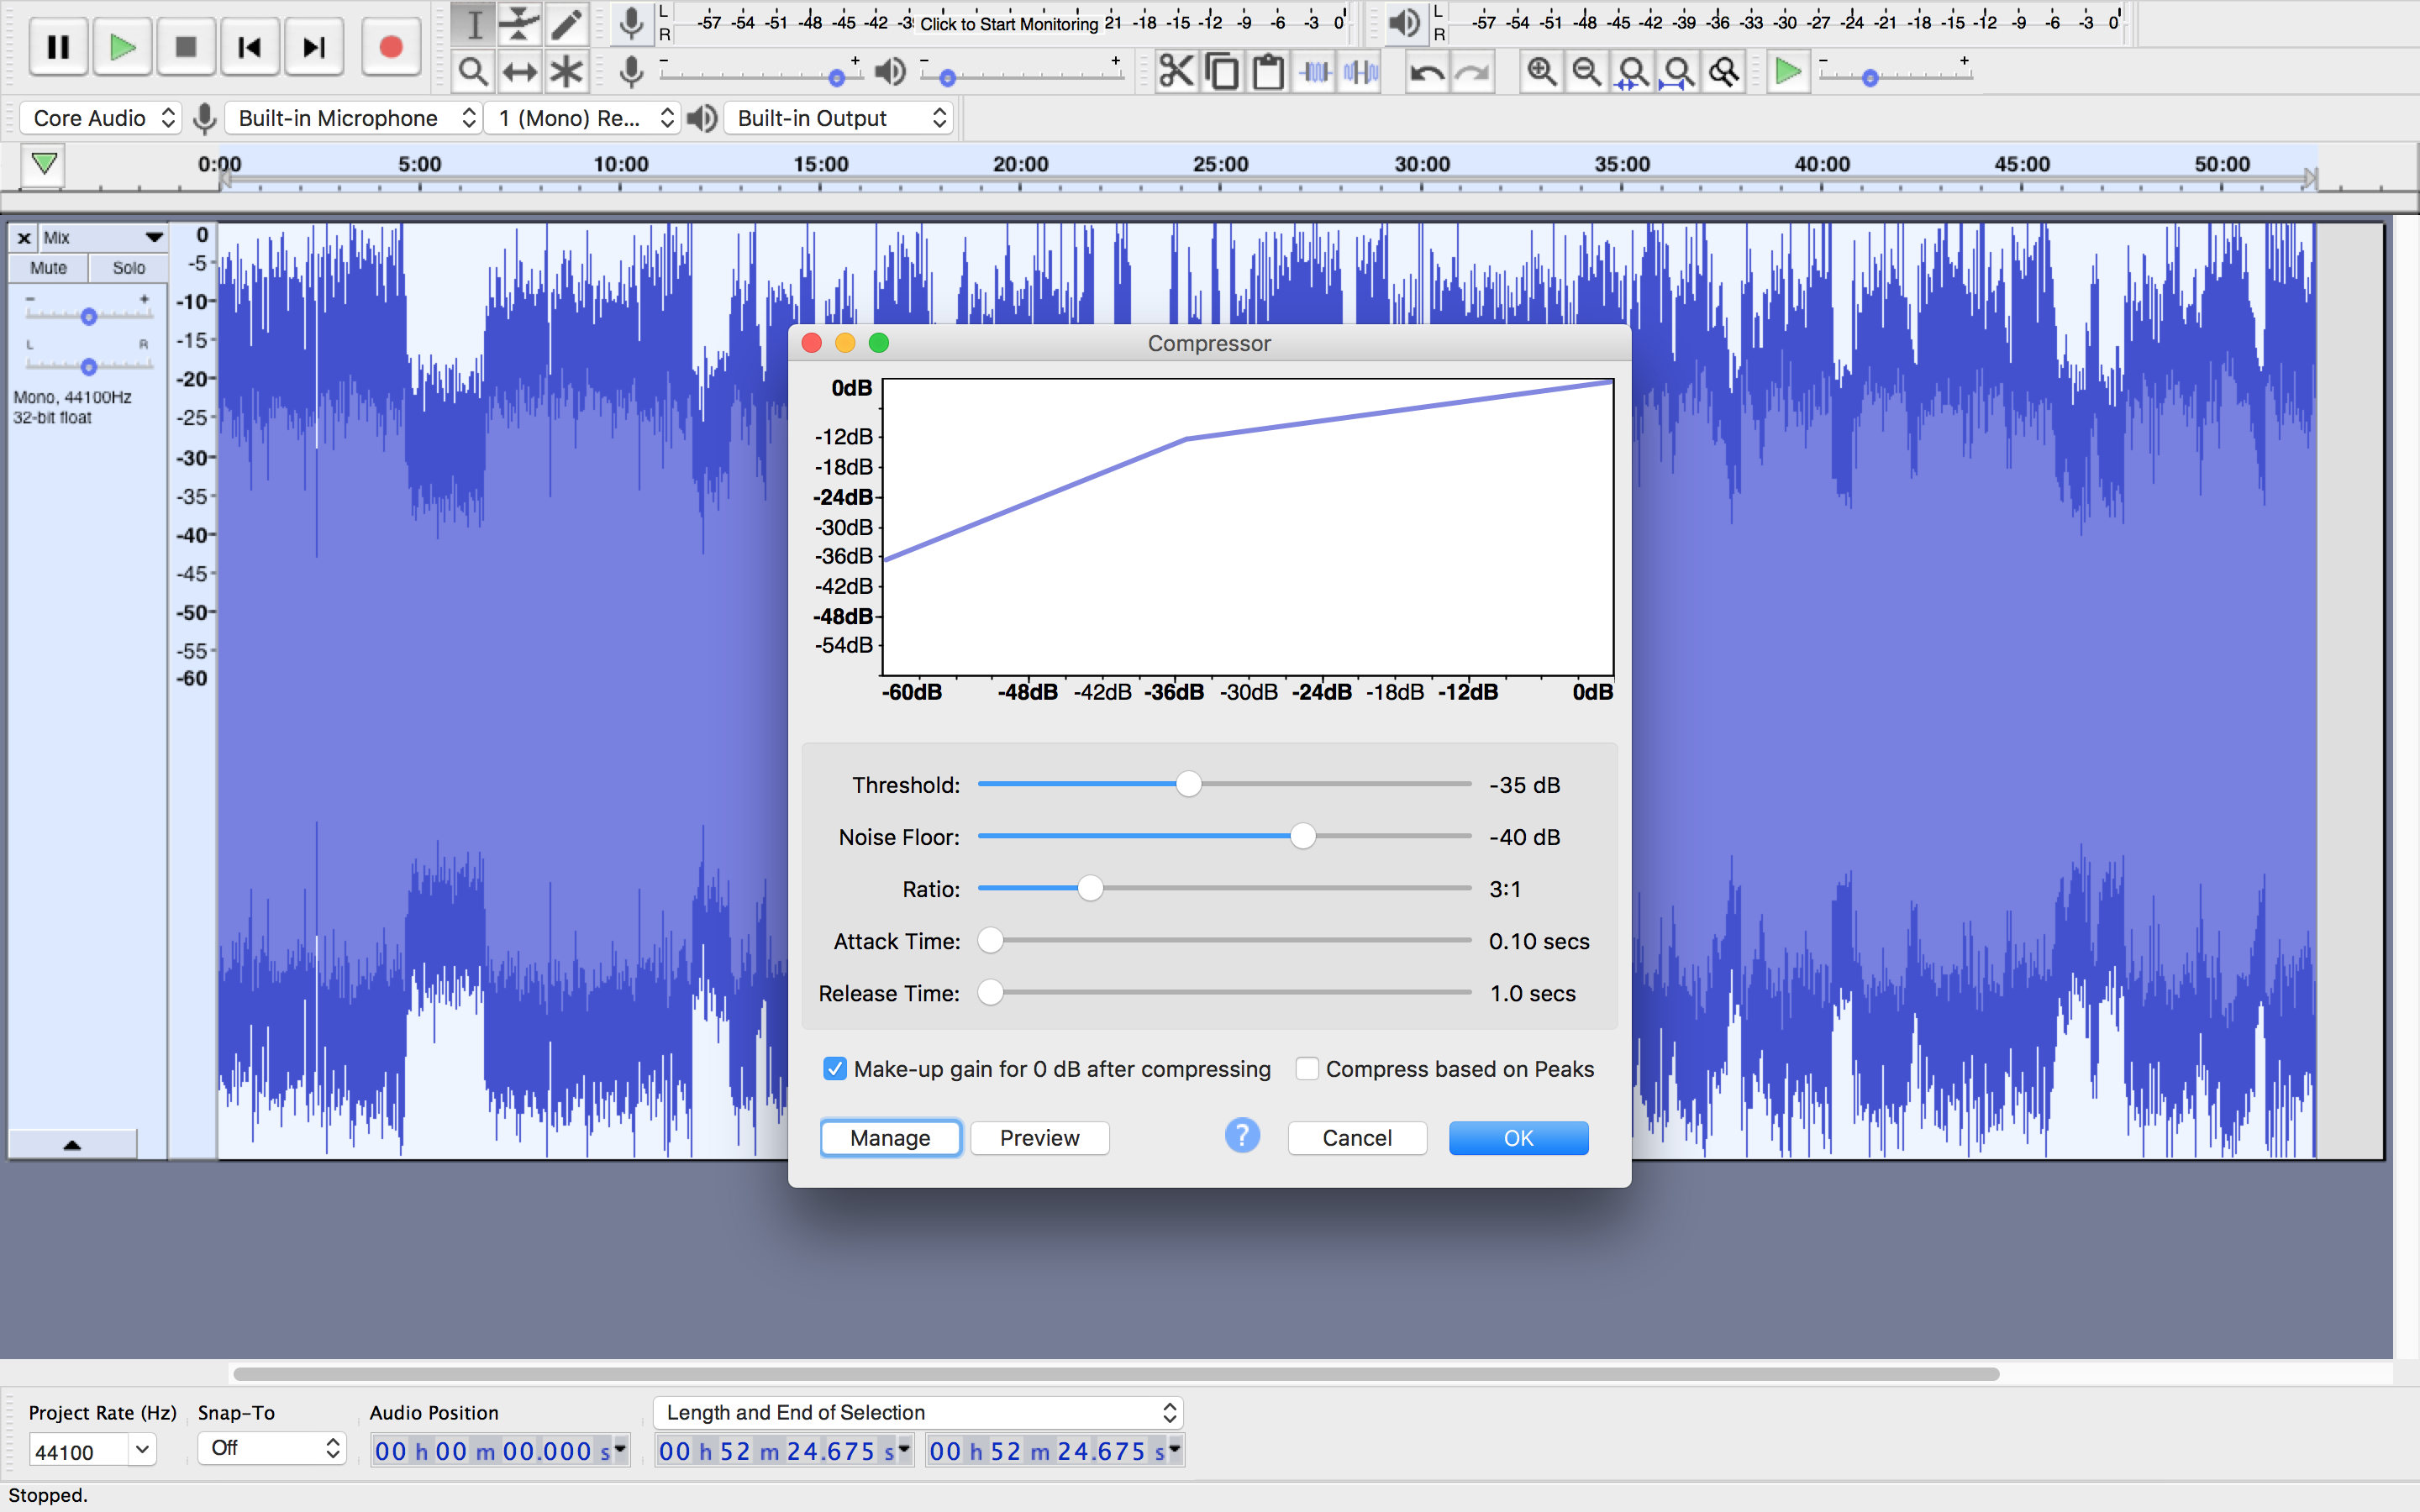 L
R
-57 -54 -51 -48 -45 -42 -3 Click to Start Monitoring 21 -18 -15 -12 -9 -6 -3 0
L
R
-57 -54 -51 -48 -45 -42 -39 -36 -33 -30 -27 -24 -21 -18 -15 -12 -9 -6 -3 0
- +
- +
- +
Core Audio
Built-in Microphone
1 (Mono) Re...
Built-in Output
0:00 5:00 10:00 15:00 20:00 25:00 30:00 35:00 40:00 45:00 50:00
x Mix
Mute Solo
- +
L R
Mono, 44100Hz
32-bit float
0
-5
-10
-15
-20
-25
-30
-35
-40
-45
-50
-55
-60
Compressor
0dB
-12dB
-18dB
-24dB
-30dB
-36dB
-42dB
-48dB
-54dB
-60dB -48dB -42dB -36dB -30dB -24dB -18dB -12dB 0dB
Threshold: -35 dB
Noise Floor: -40 dB
Ratio: 3:1
Attack Time: 0.10 secs
Release Time: 1.0 secs
Make-up gain for 0 dB after compressing Compress based on Peaks
Manage Preview ? Cancel OK
Project Rate (Hz) Snap-To Audio Position Length and End of Selection
44100 Off 00 h 00 m 00.000 s 00 h 52 m 24.675 s 00 h 52 m 24.675 s
Stopped.